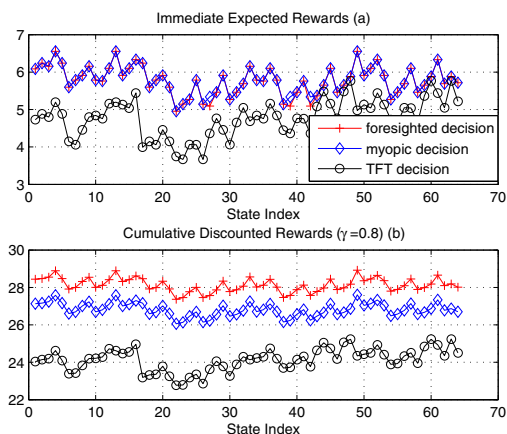 Immediate Expected Rewards (a)
7
6
5
4
3
0 10 20 30 40 50 60 70
foresighted decision
myopic decision
TFT decision
State Index
Cumulative Discounted Rewards (γ=0.8) (b)
30
28
26
24
22
0 10 20 30 40 50 60 70
State Index